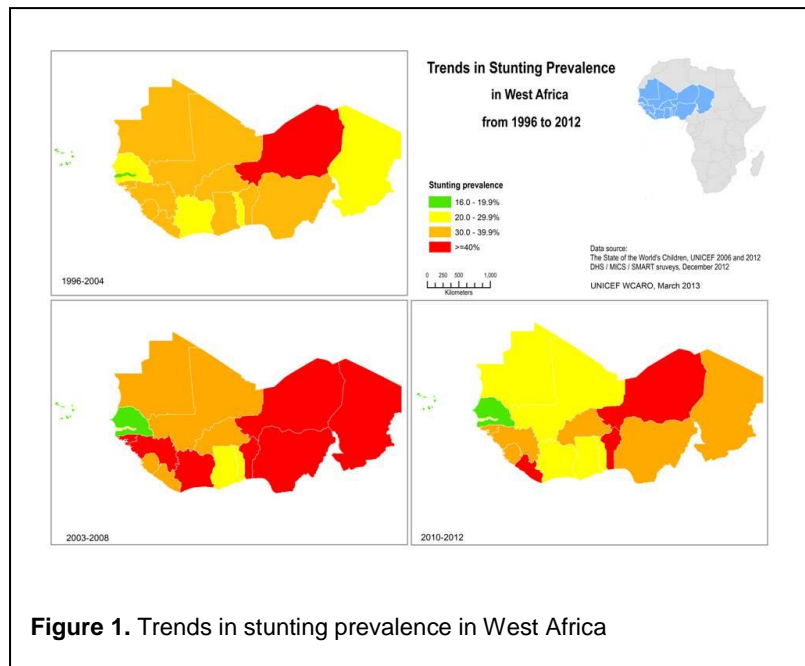 Trends in Stunting Prevalence
in West Africa
from 1996 to 2012
Stunting prevalence
16.0 - 19.9%
20.0 - 29.9%
30.0 - 39.9%
>=40%
0 250 500 1,000
Kilometers
Data source:
The State of the World's Children, UNICEF 2006 and 2012
DHS / MICS / SMART sruveys, December 2012
UNICEF WCARO, March 2013
1996-2004
2003-2008
2010-2012
Figure 1. Trends in stunting prevalence in West Africa